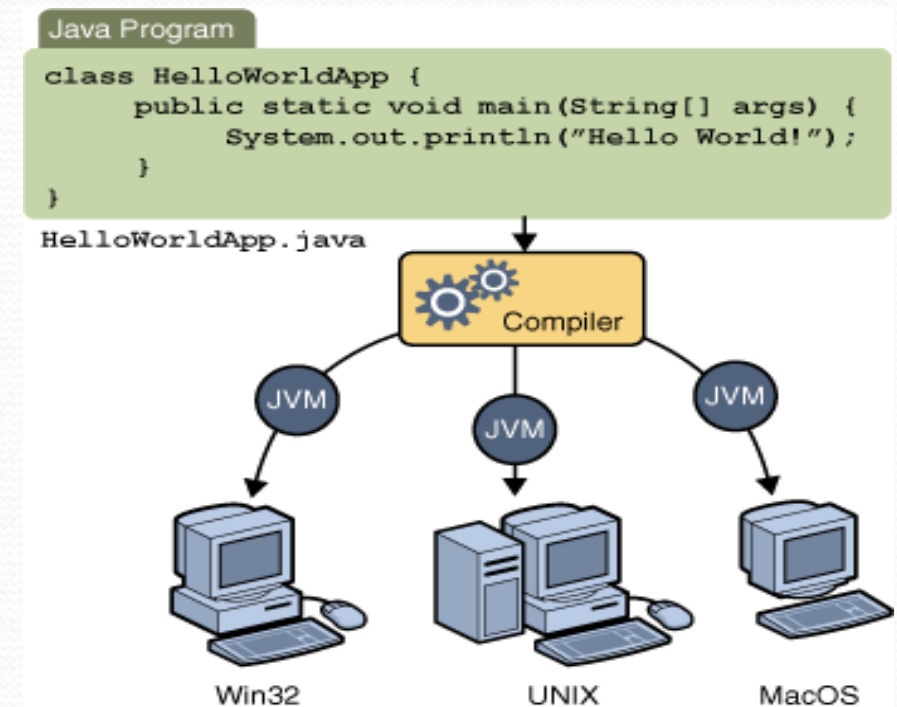 Java Program
class HelloWorldApp {
public static void main(String[] args) {
System.out.println(”Hello World!”);
}
}
HelloWorldApp.java
Compiler
JVM
JVM
JVM
Win32
UNIX
MacOS